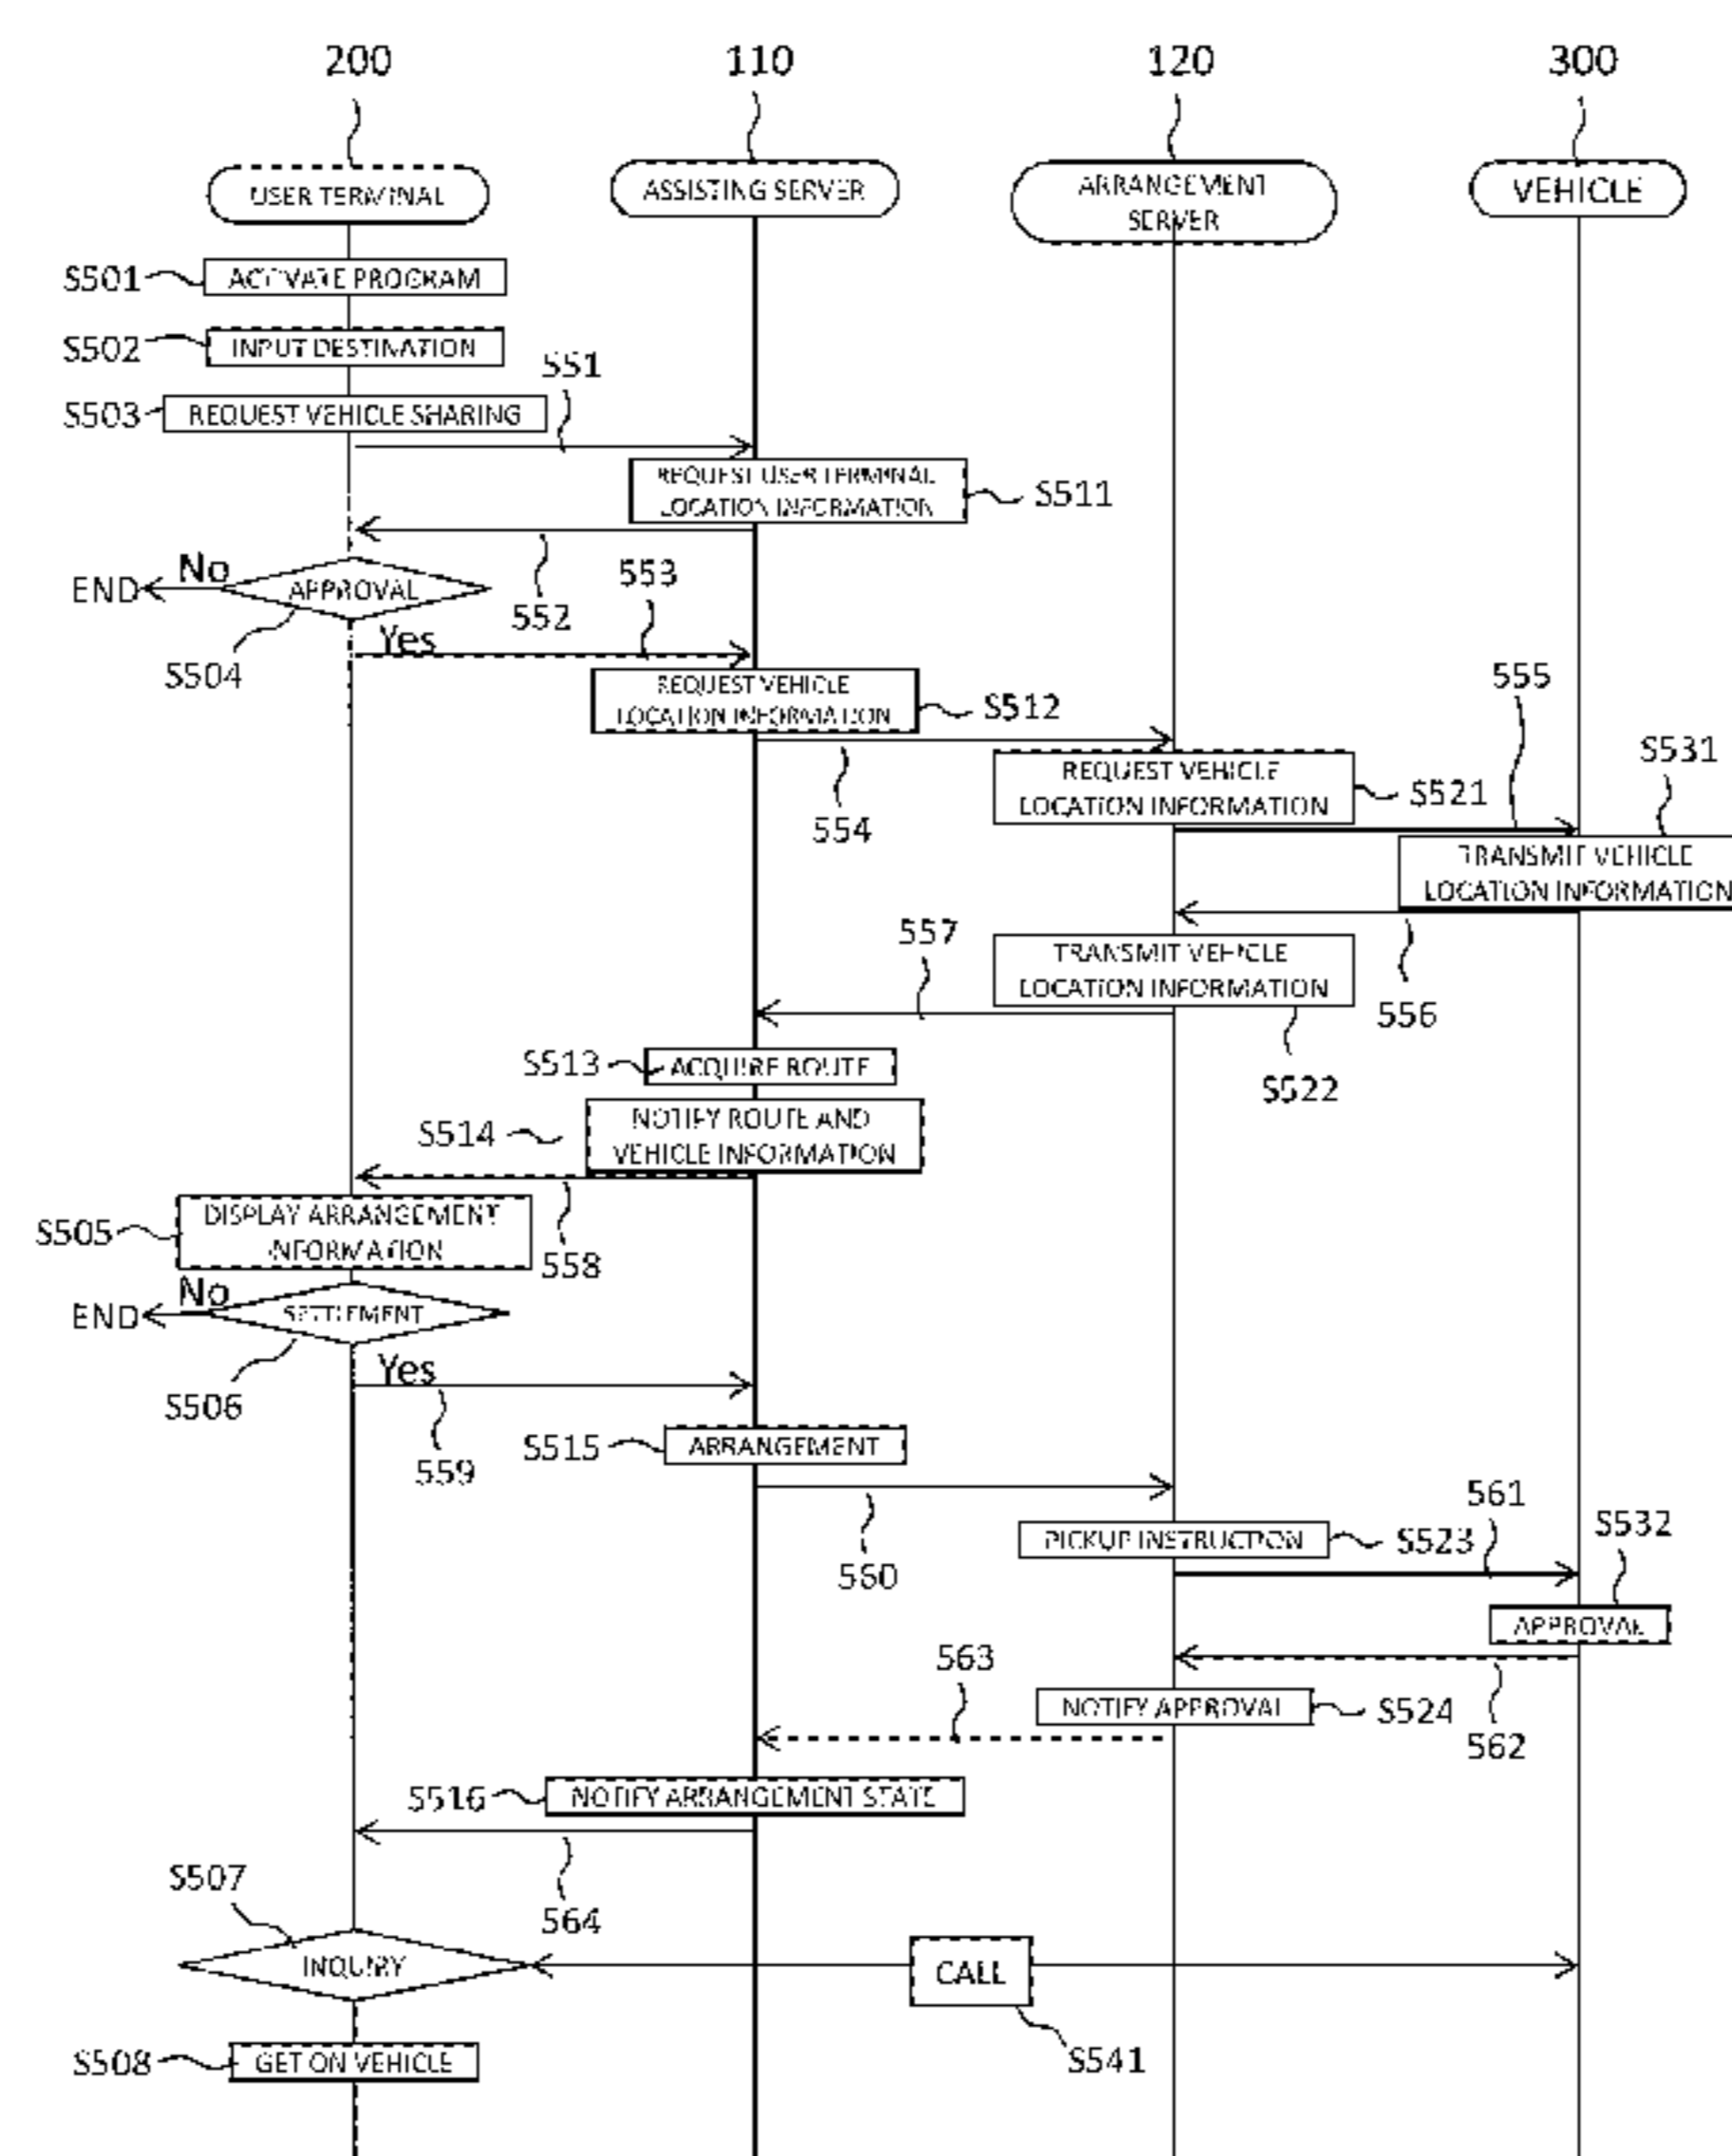 200
110
120
300
USER TERMINAL
ASSISTING SERVER
ARRANGEMENT
SERVER
VEHICLE
S501
ACTIVATE PROGRAM
S502
INPUT DESTINATION
551
S503
REQUEST VEHICLE SHARING
REQUEST USER TERMINAL
LOCATION INFORMATION
S511
END
No
APPROVAL
552
553
S504
Yes
REQUEST VEHICLE
LOCATION INFORMATION
S512
555
554
REQUEST VEHICLE
LOCATION INFORMATION
S521
S531
TRANSMIT VEHICLE
LOCATION INFORMATION
557
TRANSMIT VEHICLE
LOCATION INFORMATION
556
S522
S513
ACQUIRE ROUTE
S514
NOTIFY ROUTE AND
VEHICLE INFORMATION
S505
DISPLAY ARRANGEMENT
INFORMATION
558
END
No
SETTLEMENT
S506
Yes
559
S515
ARRANGEMENT
560
PICKUP INSTRUCTION
S523
561
S532
APPROVAL
563
NOTIFY APPROVAL
S524
562
S516
NOTIFY ARRANGEMENT STATE
564
S507
INQUIRY
CALL
S541
S508
GET ON VEHICLE